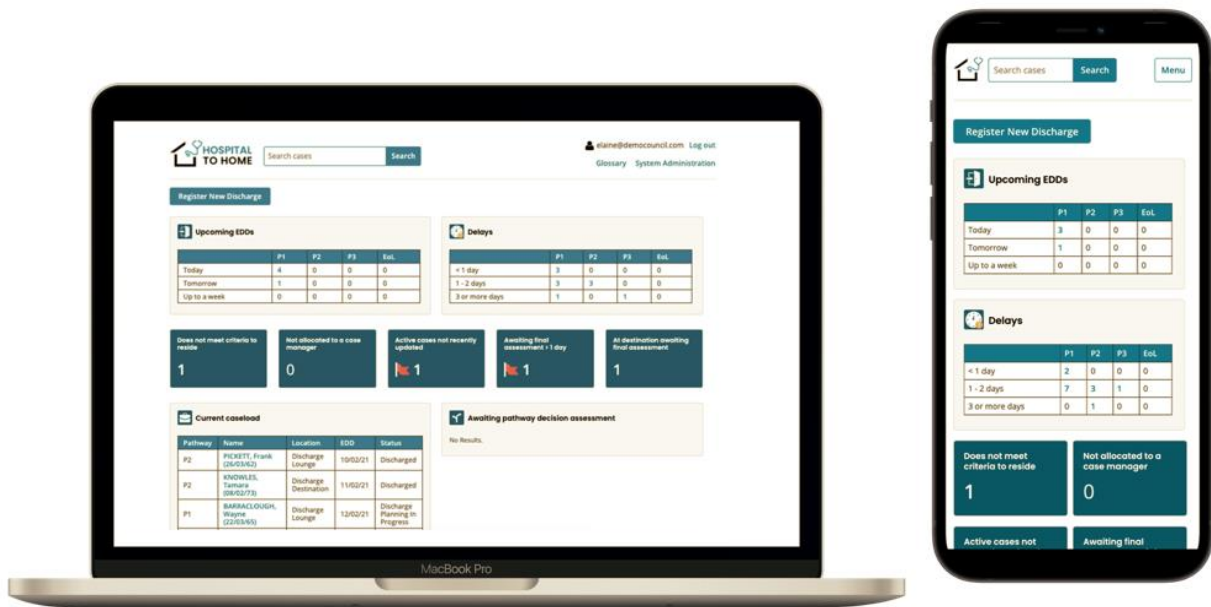 HOSPITAL
TO HOME
Search cases
Search
elaine@democouncil.com Log out
Glossary System Administration
Register New Discharge
Upcoming EDDs
P1 P2 P3 EoL
Today 4 0 0 0
Tomorrow 1 0 0 0
Up to a week 0 0 0 0
Delays
P1 P2 P3 EoL
< 1 day 3 0 0 0
1 - 2 days 3 3 0 0
3 or more days 1 0 1 0
Does not meet criteria to
reside
1
Not allocated to a case
manager
0
Active cases not recently
updated
1
Awaiting final
assessment > 1 day
1
At destination awaiting
final assessment
1
Current caseload
Pathway Name Location EDD Status
P2 PICKETT, Frank (26/03/62) Discharge Lounge 10/02/21 Discharged
P2 KNOWLES, Tamara (08/02/73) Discharge Destination 11/02/21 Discharged
P1 BARRACLOUGH, Wayne (22/03/65) Discharge Lounge 12/02/21 Discharge Planning In Progress
Awaiting pathway decision assessment
No Results.
MacBook Pro
Search cases
Search
Menu
Register New Discharge
Upcoming EDDs
P1 P2 P3 EoL
Today 3 0 0 0
Tomorrow 1 0 0 0
Up to a week 0 0 0 0
Delays
P1 P2 P3 EoL
< 1 day 2 0 0 0
1 - 2 days 7 3 1 0
3 or more days 0 1 0 0
Does not meet
criteria to reside
1
Not allocated to a
case manager
0
Active cases not
Awaiting final